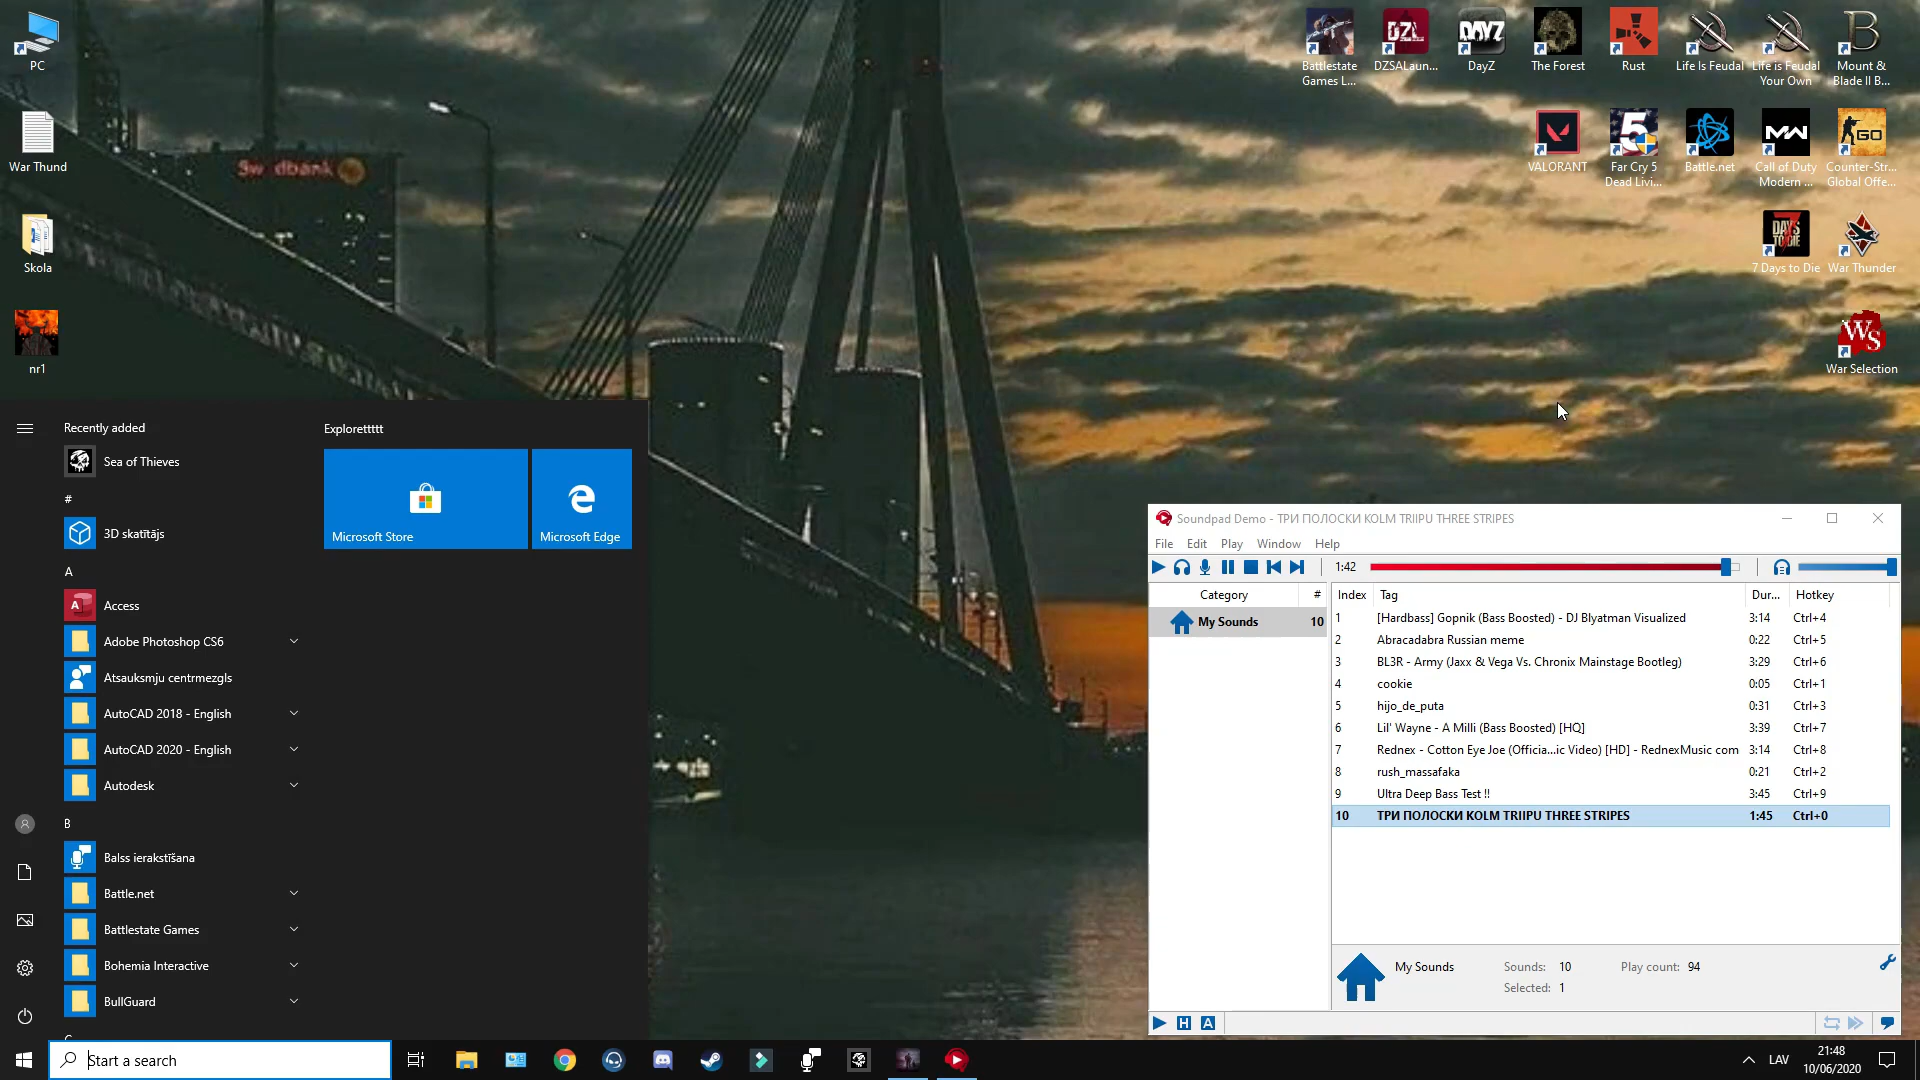 PC
War Thund
Skola
nr1
Battlestate
Games L...
DZSALaun...
DayZ
The Forest
Rust
Life Is Feudal
Life is Feudal
Your Own
Mount &
Blade II B...
VALORANT
Far Cry 5
Dead Livi...
Battle.net
Call of Duty
Modern ...
Counter-Str...
Global Offe...
7 Days to Die
War Thunder
War Selection
DZL
DAYZ
B
5
MW
GO
7
DAYS
TO DIE
WS
Recently added
Sea of Thieves
#
3D skatītājs
A
Access
Adobe Photoshop CS6
Atsauksmju centrmezgls
AutoCAD 2018 - English
AutoCAD 2020 - English
Autodesk
B
Balss ierakstīšana
Battle.net
Battlestate Games
Bohemia Interactive
BullGuard
Explorettttt
Microsoft Store
Microsoft Edge
Soundpad Demo - ТРИ ПОЛОСКИ KOLM TRIIPU THREE STRIPES
File Edit Play Window Help
1:42
Category #
My Sounds 10
Index Tag Dur... Hotkey
1 [Hardbass] Gopnik (Bass Boosted) - DJ Blyatman Visualized 3:14 Ctrl+4
2 Abracadabra Russian meme 0:22 Ctrl+5
3 BL3R - Army (Jaxx & Vega Vs. Chronix Mainstage Bootleg) 3:29 Ctrl+6
4 cookie 0:05 Ctrl+1
5 hijo_de_puta 0:31 Ctrl+3
6 Lil' Wayne - A Milli (Bass Boosted) [HQ] 3:39 Ctrl+7
7 Rednex - Cotton Eye Joe (Officia...ic Video) [HD] - RednexMusic com 3:14 Ctrl+8
8 rush_massafaka 0:21 Ctrl+2
9 Ultra Deep Bass Test !! 3:45 Ctrl+9
10 ТРИ ПОЛОСКИ KOLM TRIIPU THREE STRIPES 1:45 Ctrl+0
My Sounds Sounds: 10 Play count: 94
Selected: 1
H A
Start a search
LAV
21:48
10/06/2020